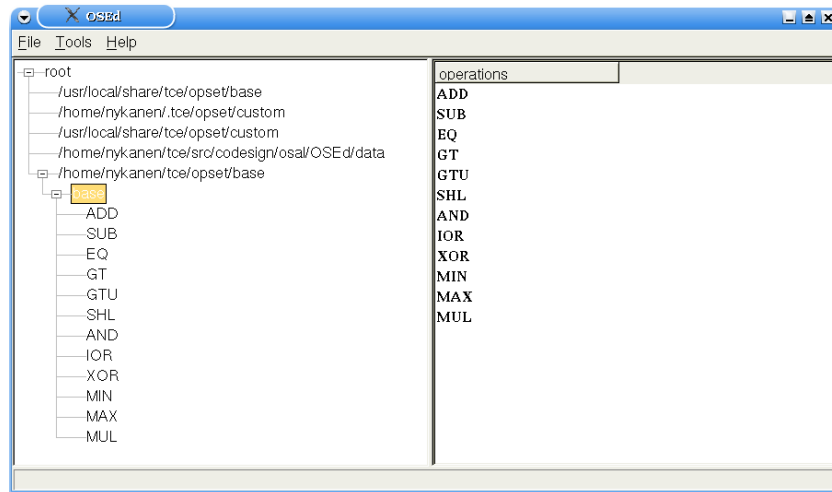 OSEd
File Tools Help
root
/usr/local/share/tce/opset/base
/home/nykanen/.tce/opset/custom
/usr/local/share/tce/opset/custom
/home/nykanen/tce/src/codesign/osal/OSEd/data
/home/nykanen/tce/opset/base
base
ADD
SUB
EQ
GT
GTU
SHL
AND
IOR
XOR
MIN
MAX
MUL
operations
ADD
SUB
EQ
GT
GTU
SHL
AND
IOR
XOR
MIN
MAX
MUL